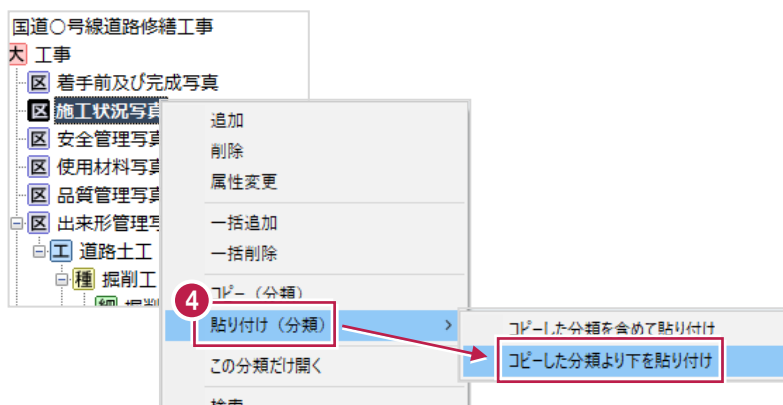 国道〇号線道路修繕工事
大 工事
区 着手前及び完成写真
区 施工状況写真
区 安全管理写真
区 使用材料写真
区 品質管理写真
区 出来形管理写
工 道路土工
種 掘削工
細 掘削
追加
削除
属性変更
一括追加
一括削除
コピー（分類）
4
貼り付け（分類） >
コピーした分類を含めて貼り付け
コピーした分類より下を貼り付け
この分類だけ開く
検索